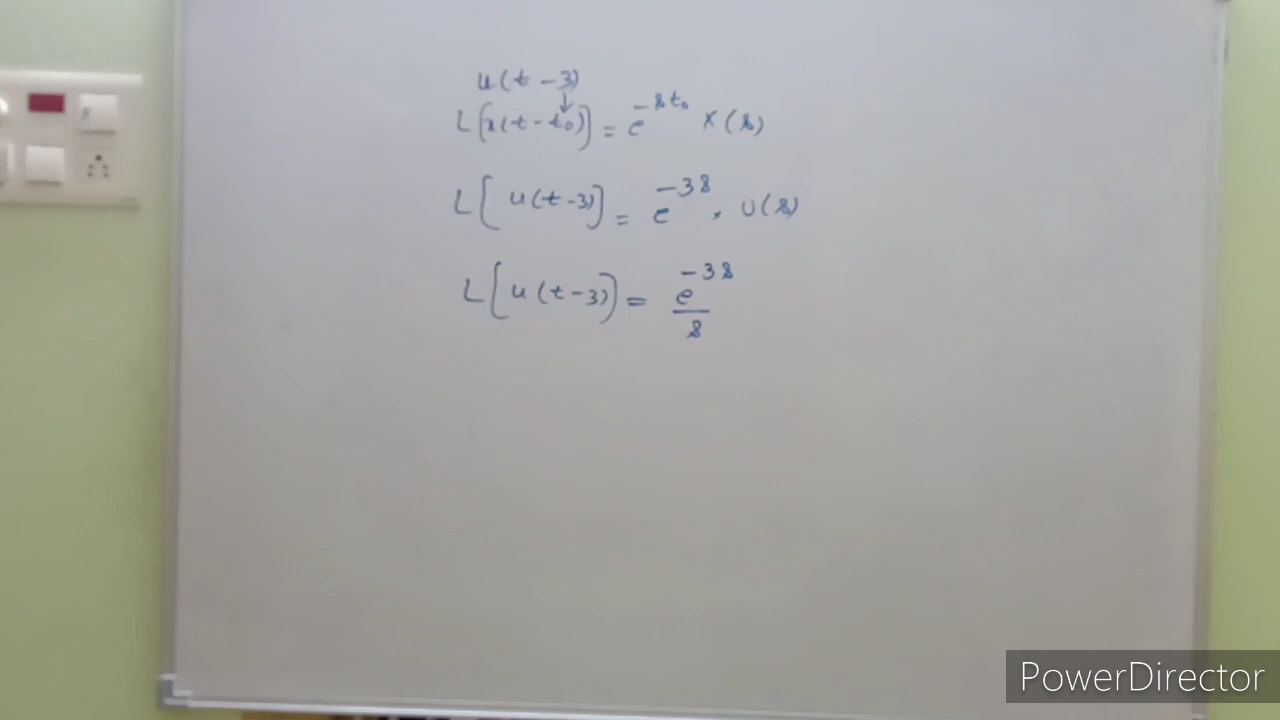 u(t-3)
L[x(t-t₀)] = e^{-st₀} X(s)
L[u(t-3)] = e^{-3s} . U(s)
L[u(t-3)] = e^{-3s}/s
PowerDirector